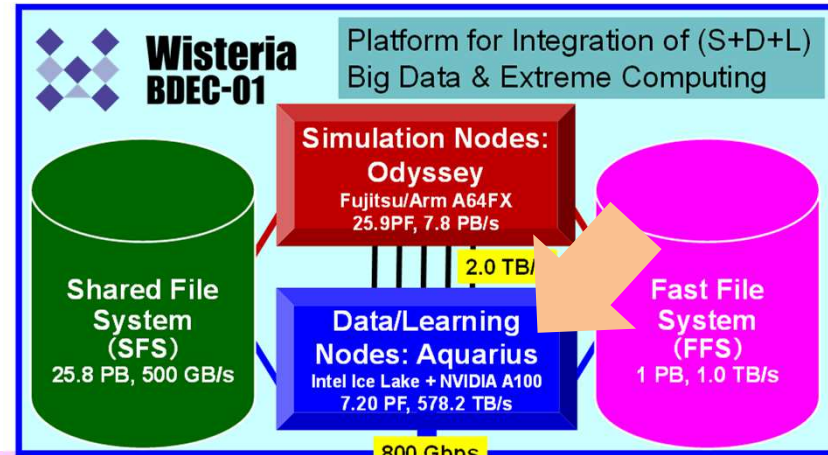 Wisteria
BDEC-01
Platform for Integration of (S+D+L)
Big Data & Extreme Computing
Simulation Nodes:
Odyssey
Fujitsu/Arm A64FX
25.9PF, 7.8 PB/s
2.0 TB/
Shared File
System
(SFS)
25.8 PB, 500 GB/s
Data/Learning
Nodes: Aquarius
Intel Ice Lake + NVIDIA A100
7.20 PF, 578.2 TB/s
Fast File
System
(FFS)
1 PB, 1.0 TB/s
800 Gbps